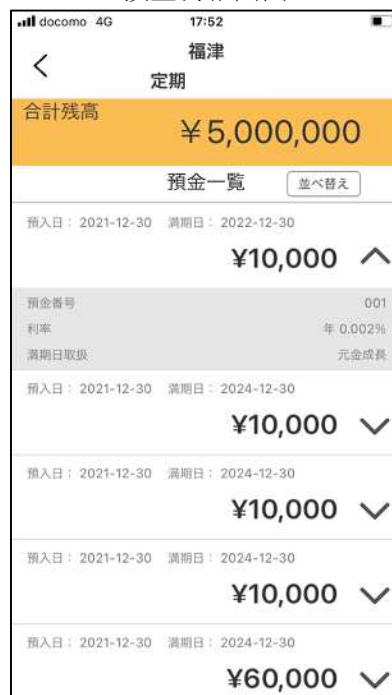 docomo 4G 17:52
福津
定期
合計残高
¥5,000,000
預金一覧 並べ替え
預入日： 2021-12-30 満期日： 2022-12-30
¥10,000
預金番号 001
利率 年 0.002%
満期日取扱 元金成長
預入日： 2021-12-30 満期日： 2024-12-30
¥10,000
預入日： 2021-12-30 満期日： 2024-12-30
¥10,000
預入日： 2021-12-30 満期日： 2024-12-30
¥10,000
預入日： 2021-12-30 満期日： 2024-12-30
¥60,000